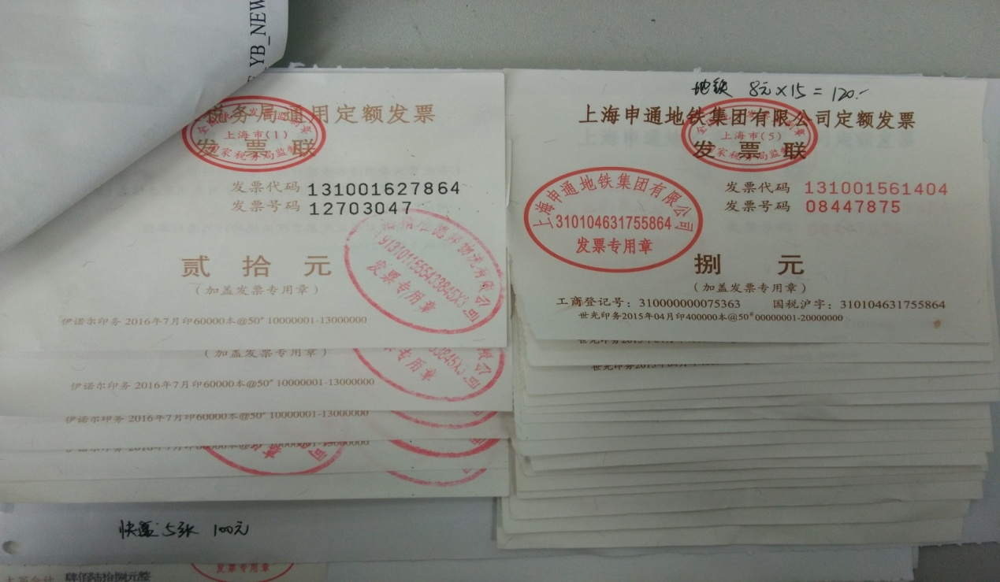 YB_NEW
税务局通用定额发票
上海市(1)
发票联
发票代码 131001627864
发票号码 12703047
贰拾元
(加盖发票专用章)
发票专用章
伊诺尔印务 2016年7月印60000本@50# 10000001-13000000
(加盖发票专用章)
专用章
伊诺尔印务 2016年7月印60000本@50# 10000001-13000000
伊诺尔印务 2016年7月印60000本@50# 10000001-13000000
5张 100元
发票专用章
地铁 8元×15=120.-
上海申通地铁集团有限公司定额发票
上海市(5)
国家税务局监制
发票联
发票代码 131001561404
发票号码 08447875
上海申通地铁集团有限公司
310104631755864
发票专用章
捌元
(加盖发票专用章)
工商登记号：310000000075363 国税沪字：310104631755864
世光印务2015年04月印400000本@50#00000001-20000000